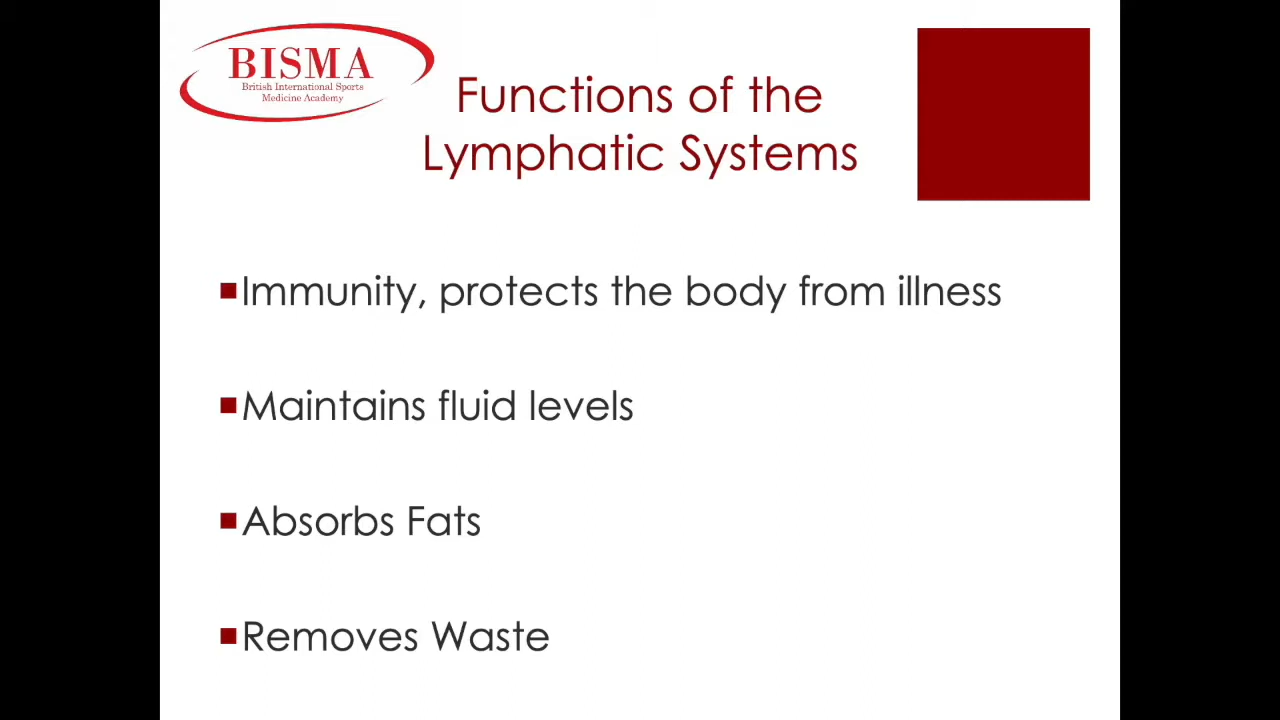 BISMA
British International Sports
Medicine Academy
Functions of the
Lymphatic Systems
Immunity, protects the body from illness
Maintains fluid levels
Absorbs Fats
Removes Waste